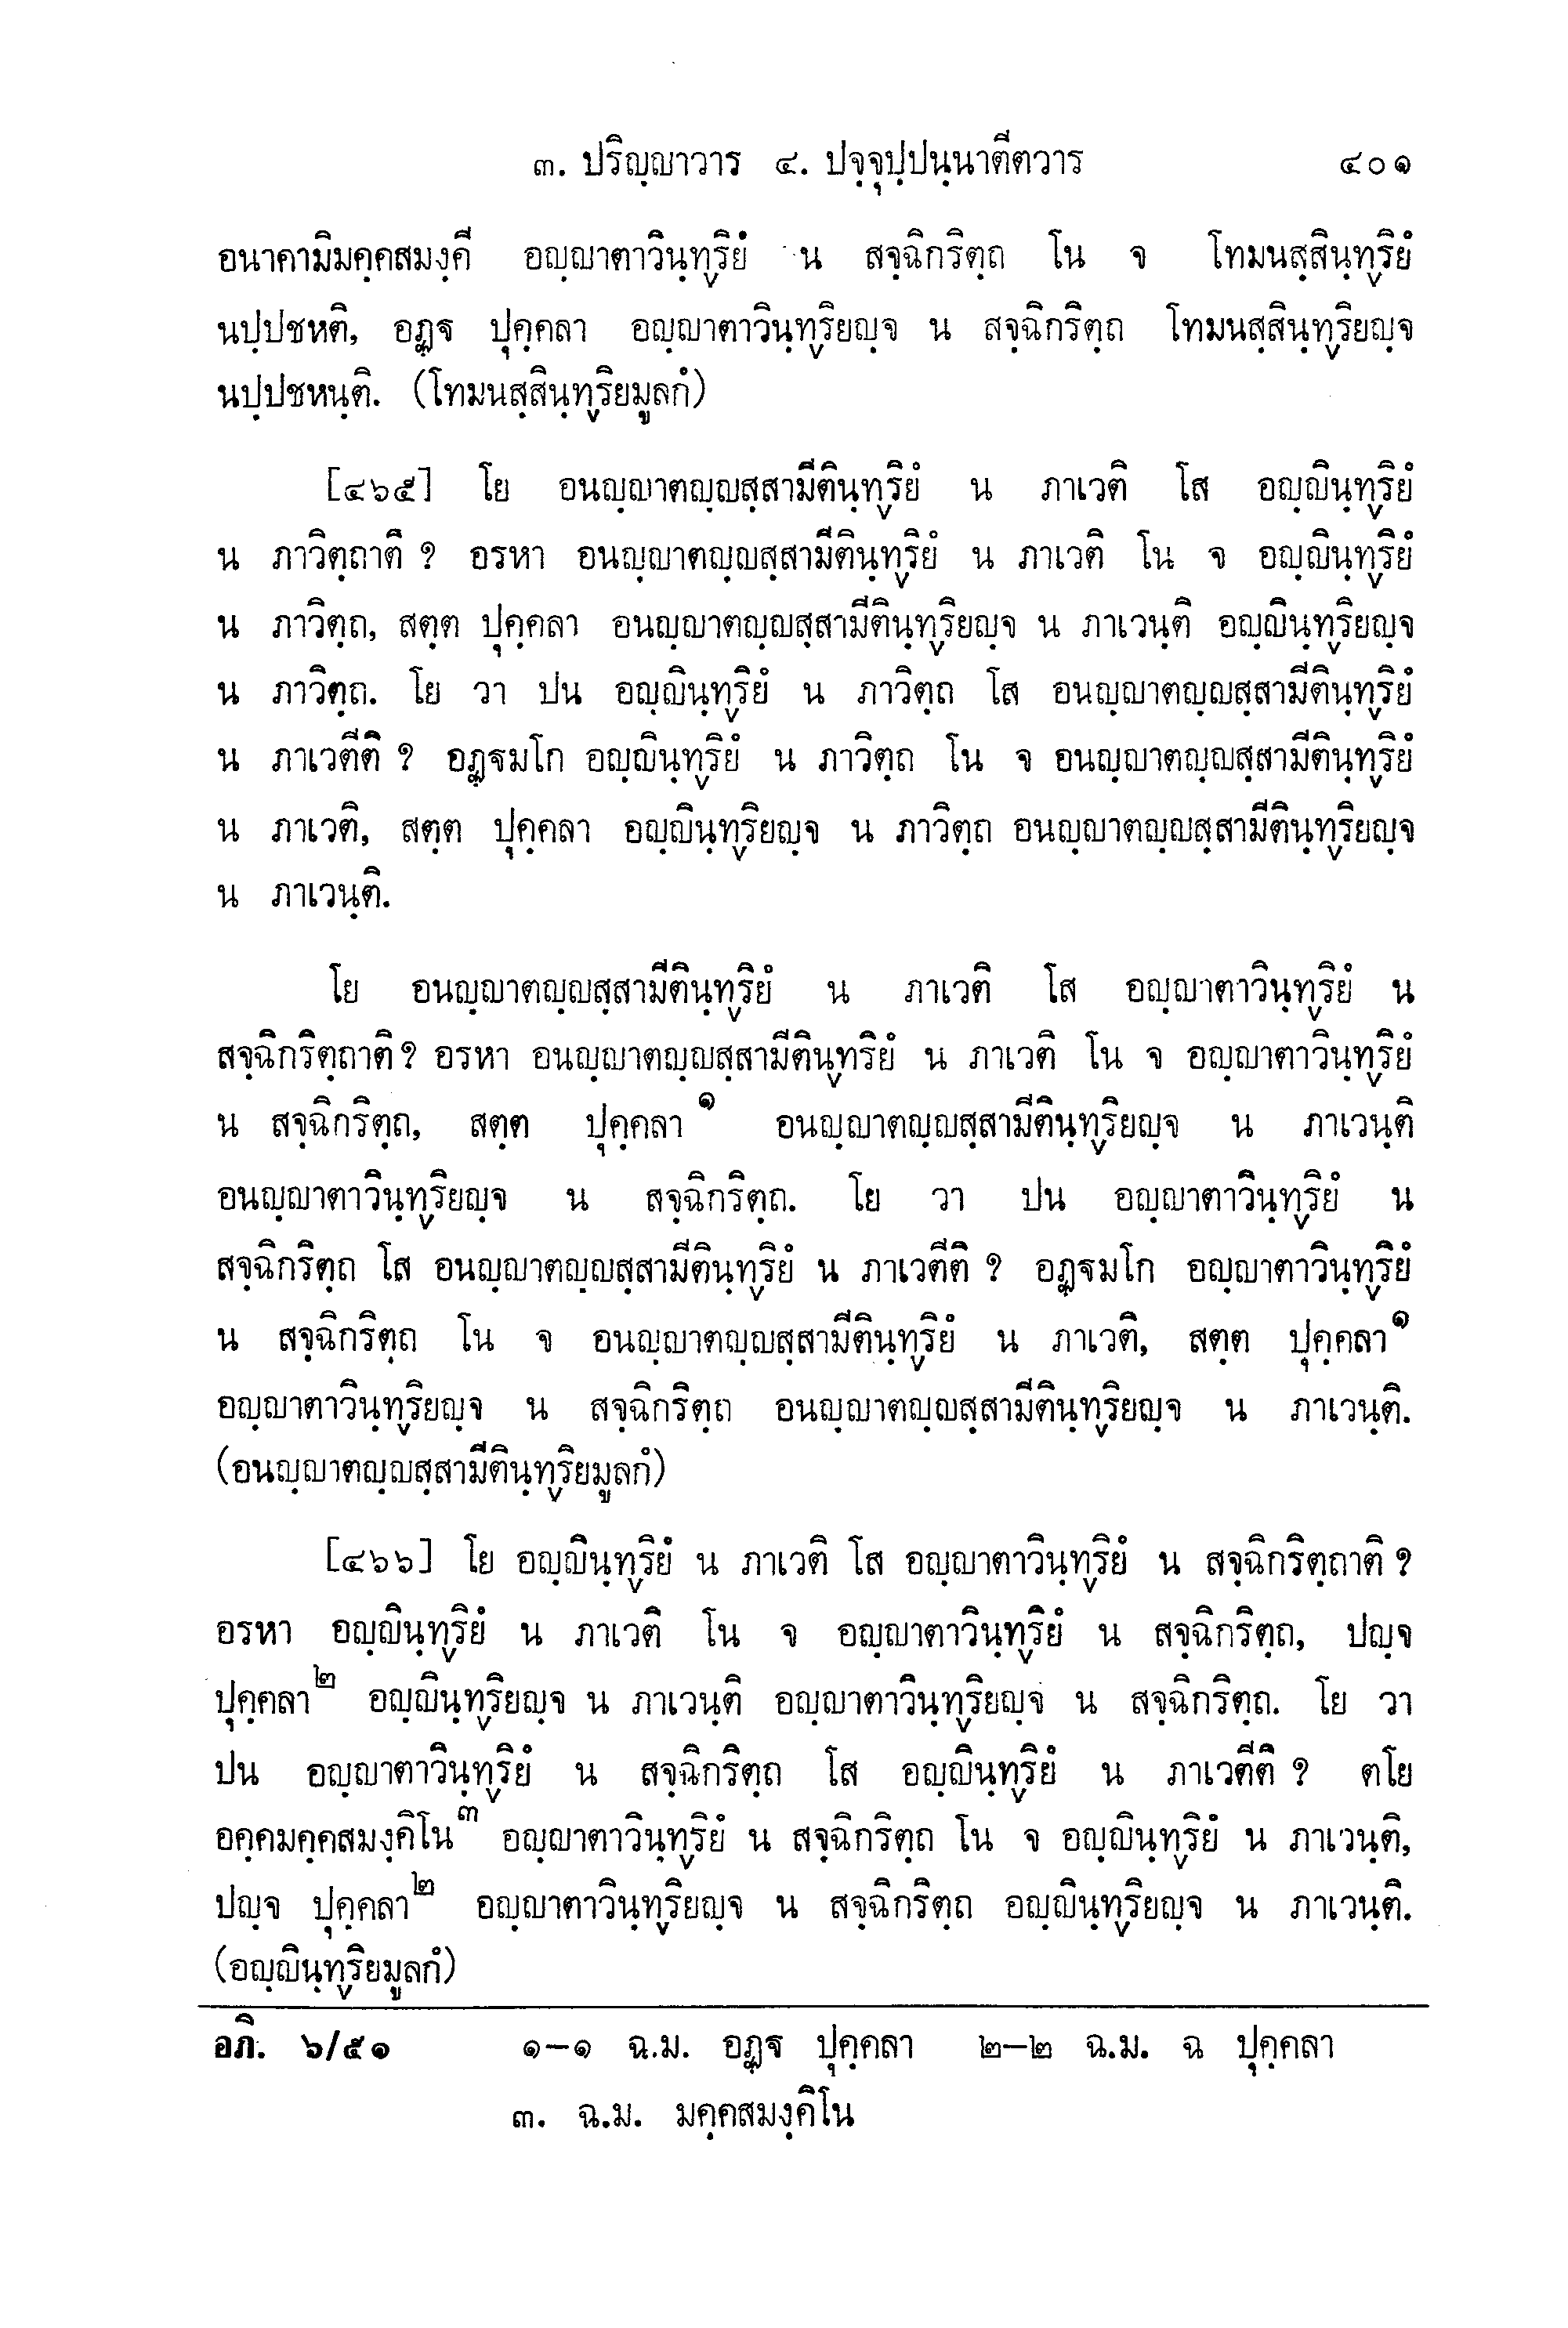 ๓. ปริญฺญาวาร ๔. ปจฺจุปฺปนฺนาตีตวาร ๔๐๑
อนาคามิมคฺคสมงฺคี อญฺญาตาวินฺทฺริยํ น สจฺฉิกริตฺถ โน จ โทมนสฺสินฺทฺริยํ
นปฺปชหติ, อฏฺฐ ปุคฺคลา อญฺญาตาวินฺทฺริยญฺจ น สจฺฉิกริตฺถ โทมนสฺสินฺทฺริยญฺจ
นปฺปชหนฺติ. (โทมนสฺสินฺทฺริยมูลกํ)
[๔๖๕] โย อนญฺญาตญฺญสฺสามีตินฺทฺริยํ น ภาเวติ โส อญฺญินฺทฺริยํ
น ภาวิตฺถาติ ? อรหา อนญฺญาตญฺญสฺสามีตินฺทฺริยํ น ภาเวติ โน จ อญฺญินฺทฺริยํ
น ภาวิตฺถ, สตฺต ปุคฺคลา อนญฺญาตญฺญสฺสามีตินฺทฺริยญฺจ น ภาเวนฺติ อญฺญินฺทฺริยญฺจ
น ภาวิตฺถ. โย วา ปน อญฺญินฺทฺริยํ น ภาวิตฺถ โส อนญฺญาตญฺญสฺสามีตินฺทฺริยํ
น ภาเวตีติ ? อฏฺฐมโก อญฺญินฺทฺริยํ น ภาวิตฺถ โน จ อนญฺญาตญฺญสฺสามีตินฺทฺริยํ
น ภาเวติ, สตฺต ปุคฺคลา อญฺญินฺทฺริยญฺจ น ภาวิตฺถ อนญฺญาตญฺญสฺสามีตินฺทฺริยญฺจ
น ภาเวนฺติ.
โย อนญฺญาตญฺญสฺสามีตินฺทฺริยํ น ภาเวติ โส อญฺญาตาวินฺทฺริยํ น
สจฺฉิกริตฺถาติ ? อรหา อนญฺญาตญฺญสฺสามีตินฺทฺริยํ น ภาเวติ โน จ อญฺญาตาวินฺทฺริยํ
น สจฺฉิกริตฺถ, สตฺต ปุคฺคลา๑ อนญฺญาตญฺญสฺสามีตินฺทฺริยญฺจ น ภาเวนฺติ
อนญฺญาตาวินฺทฺริยญฺจ น สจฺฉิกริตฺถ. โย วา ปน อญฺญาตาวินฺทฺริยํ น
สจฺฉิกริตฺถ โส อนญฺญาตญฺญสฺสามีตินฺทฺริยํ น ภาเวตีติ ? อฏฺฐมโก อญฺญาตาวินฺทฺริยํ
น สจฺฉิกริตฺถ โน จ อนญฺญาตญฺญสฺสามีตินฺทฺริยํ น ภาเวติ, สตฺต ปุคฺคลา๑
อญฺญาตาวินฺทฺริยญฺจ น สจฺฉิกริตฺถ อนญฺญาตญฺญสฺสามีตินฺทฺริยญฺจ น ภาเวนฺติ.
(อนญฺญาตญฺญสฺสามีตินฺทฺริยมูลกํ)
[๔๖๖] โย อญฺญินฺทฺริยํ น ภาเวติ โส อญฺญาตาวินฺทฺริยํ น สจฺฉิกริตฺถาติ ?
อรหา อญฺญินฺทฺริยํ น ภาเวติ โน จ อญฺญาตาวินฺทฺริยํ น สจฺฉิกริตฺถ, ปญฺจ
ปุคฺคลา๒ อญฺญินฺทฺริยญฺจ น ภาเวนฺติ อญฺญาตาวินฺทฺริยญฺจ น สจฺฉิกริตฺถ. โย วา
ปน อญฺญาตาวินฺทฺริยํ น สจฺฉิกริตฺถ โส อญฺญินฺทฺริยํ น ภาเวตีติ ? ตโย
อคฺคมคฺคสมงฺคิโน๓ อญฺญาตาวินฺทฺริยํ น สจฺฉิกริตฺถ โน จ อญฺญินฺทฺริยํ น ภาเวนฺติ,
ปญฺจ ปุคฺคลา๒ อญฺญาตาวินฺทฺริยญฺจ น สจฺฉิกริตฺถ อญฺญินฺทฺริยญฺจ น ภาเวนฺติ.
(อญฺญินฺทฺริยมูลกํ)
อภิ. ๖/๕๑ ๑-๑ ฉ.ม. อฏฺฐ ปุคฺคลา ๒-๒ ฉ.ม. ฉ ปุคฺคลา
๓. ฉ.ม. มคฺคสมงฺคิโน